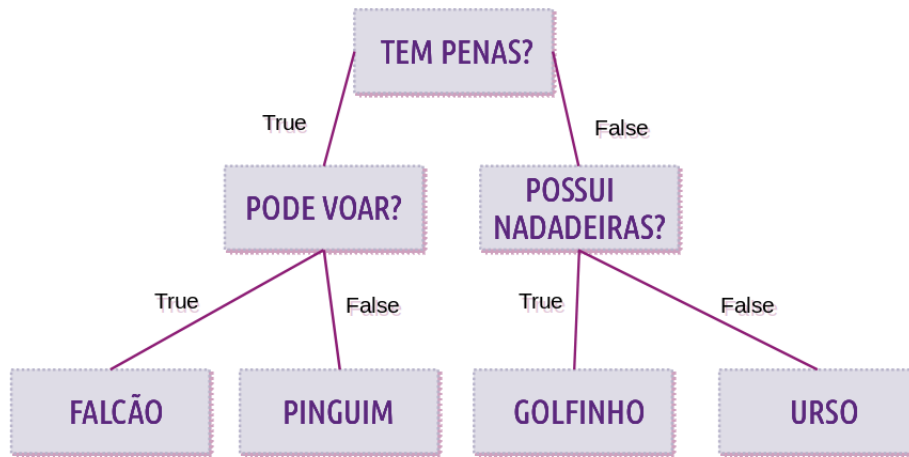 TEM PENAS?
True
False
PODE VOAR?
POSSUI
NADADEIRAS?
True
False
True
False
FALCÃO
PINGUIM
GOLFINHO
URSO